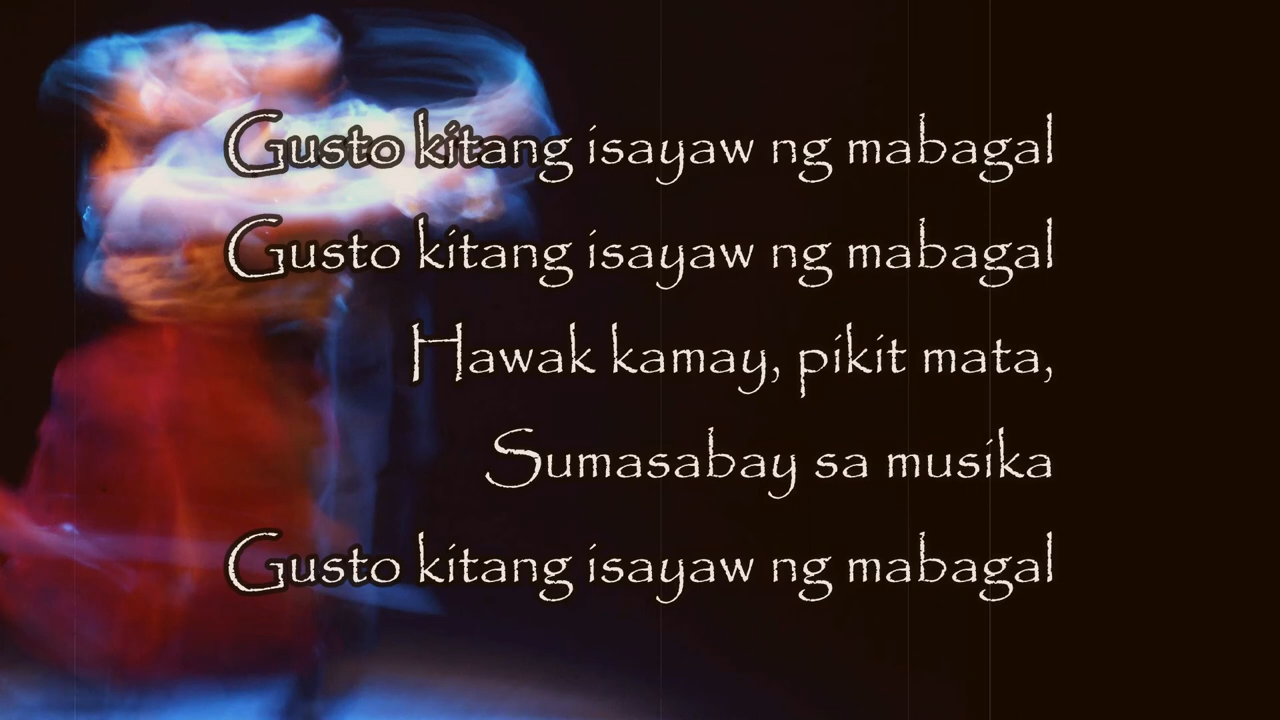 Gusto kitang isayaw ng mabagal
Gusto kitang isayaw ng mabagal
Hawak kamay, pikit mata,
Sumasabay sa musika
Gusto kitang isayaw ng mabagal